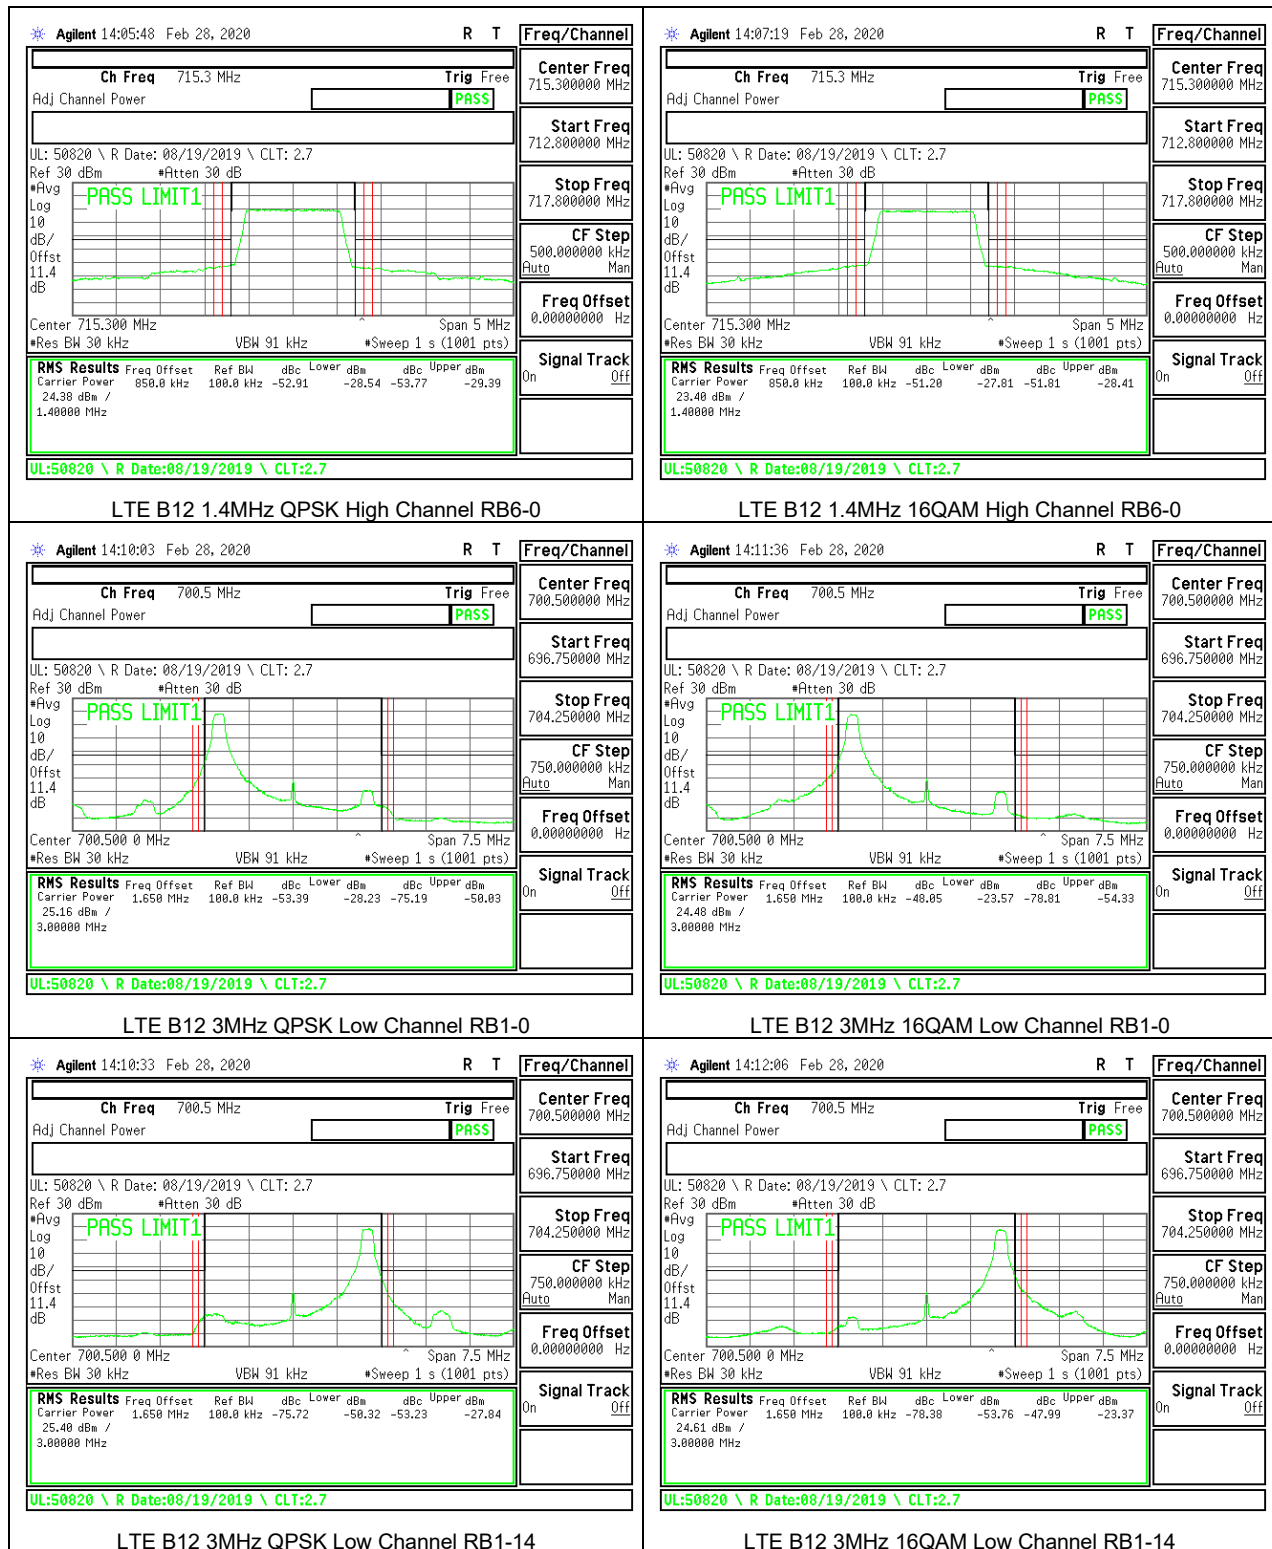 Agilent 14:05:48 Feb 28, 2020 R T Freq/Channel
Ch Freq 715.3 MHz Trig Free
Adj Channel Power PASS
Center Freq
715.300000 MHz
Start Freq
712.800000 MHz
UL: 50820 \ R Date: 08/19/2019 \ CLT: 2.7
Ref 30 dBm #Atten 30 dB
#Avg
Log
10
dB/
Offst
11.4
dB
PASS LIMIT1
Stop Freq
717.800000 MHz
CF Step
500.000000 kHz
Auto Man
Freq Offset
0.00000000 Hz
Center 715.300 MHz Span 5 MHz
#Res BW 30 kHz VBW 91 kHz #Sweep 1 s (1001 pts)
Signal Track
On Off
RMS Results Freq Offset Ref BW dBc Lower dBm dBc Upper dBm
Carrier Power 850.0 kHz 100.0 kHz -52.91 -28.54 -53.77 -29.39
24.38 dBm /
1.40000 MHz
UL:50820 \ R Date:08/19/2019 \ CLT:2.7
LTE B12 1.4MHz QPSK High Channel RB6-0
Agilent 14:07:19 Feb 28, 2020 R T Freq/Channel
Ch Freq 715.3 MHz Trig Free
Adj Channel Power PASS
Center Freq
715.300000 MHz
Start Freq
712.800000 MHz
UL: 50820 \ R Date: 08/19/2019 \ CLT: 2.7
Ref 30 dBm #Atten 30 dB
#Avg
Log
10
dB/
Offst
11.4
dB
PASS LIMIT1
Stop Freq
717.800000 MHz
CF Step
500.000000 kHz
Auto Man
Freq Offset
0.00000000 Hz
Center 715.300 MHz Span 5 MHz
#Res BW 30 kHz VBW 91 kHz #Sweep 1 s (1001 pts)
Signal Track
On Off
RMS Results Freq Offset Ref BW dBc Lower dBm dBc Upper dBm
Carrier Power 850.0 kHz 100.0 kHz -51.20 -27.81 -51.81 -28.41
23.40 dBm /
1.40000 MHz
UL:50820 \ R Date:08/19/2019 \ CLT:2.7
LTE B12 1.4MHz 16QAM High Channel RB6-0
Agilent 14:10:03 Feb 28, 2020 R T Freq/Channel
Ch Freq 700.5 MHz Trig Free
Adj Channel Power PASS
Center Freq
700.500000 MHz
Start Freq
696.750000 MHz
UL: 50820 \ R Date: 08/19/2019 \ CLT: 2.7
Ref 30 dBm #Atten 30 dB
#Avg
Log
10
dB/
Offst
11.4
dB
PASS LIMIT1
Stop Freq
704.250000 MHz
CF Step
750.000000 kHz
Auto Man
Freq Offset
0.00000000 Hz
Center 700.500 0 MHz Span 7.5 MHz
#Res BW 30 kHz VBW 91 kHz #Sweep 1 s (1001 pts)
Signal Track
On Off
RMS Results Freq Offset Ref BW dBc Lower dBm dBc Upper dBm
Carrier Power 1.650 MHz 100.0 kHz -53.39 -28.23 -75.19 -50.03
25.16 dBm /
3.00000 MHz
UL:50820 \ R Date:08/19/2019 \ CLT:2.7
LTE B12 3MHz QPSK Low Channel RB1-0
Agilent 14:11:36 Feb 28, 2020 R T Freq/Channel
Ch Freq 700.5 MHz Trig Free
Adj Channel Power PASS
Center Freq
700.500000 MHz
Start Freq
696.750000 MHz
UL: 50820 \ R Date: 08/19/2019 \ CLT: 2.7
Ref 30 dBm #Atten 30 dB
#Avg
Log
10
dB/
Offst
11.4
dB
PASS LIMIT1
Stop Freq
704.250000 MHz
CF Step
750.000000 kHz
Auto Man
Freq Offset
0.00000000 Hz
Center 700.500 0 MHz Span 7.5 MHz
#Res BW 30 kHz VBW 91 kHz #Sweep 1 s (1001 pts)
Signal Track
On Off
RMS Results Freq Offset Ref BW dBc Lower dBm dBc Upper dBm
Carrier Power 1.650 MHz 100.0 kHz -48.05 -23.57 -78.81 -54.33
24.48 dBm /
3.00000 MHz
UL:50820 \ R Date:08/19/2019 \ CLT:2.7
LTE B12 3MHz 16QAM Low Channel RB1-0
Agilent 14:10:33 Feb 28, 2020 R T Freq/Channel
Ch Freq 700.5 MHz Trig Free
Adj Channel Power PASS
Center Freq
700.500000 MHz
Start Freq
696.750000 MHz
UL: 50820 \ R Date: 08/19/2019 \ CLT: 2.7
Ref 30 dBm #Atten 30 dB
#Avg
Log
10
dB/
Offst
11.4
dB
PASS LIMIT1
Stop Freq
704.250000 MHz
CF Step
750.000000 kHz
Auto Man
Freq Offset
0.00000000 Hz
Center 700.500 0 MHz Span 7.5 MHz
#Res BW 30 kHz VBW 91 kHz #Sweep 1 s (1001 pts)
Signal Track
On Off
RMS Results Freq Offset Ref BW dBc Lower dBm dBc Upper dBm
Carrier Power 1.650 MHz 100.0 kHz -75.72 -50.32 -53.23 -27.84
25.40 dBm /
3.00000 MHz
UL:50820 \ R Date:08/19/2019 \ CLT:2.7
LTE B12 3MHz QPSK Low Channel RB1-14
Agilent 14:12:06 Feb 28, 2020 R T Freq/Channel
Ch Freq 700.5 MHz Trig Free
Adj Channel Power PASS
Center Freq
700.500000 MHz
Start Freq
696.750000 MHz
UL: 50820 \ R Date: 08/19/2019 \ CLT: 2.7
Ref 30 dBm #Atten 30 dB
#Avg
Log
10
dB/
Offst
11.4
dB
PASS LIMIT1
Stop Freq
704.250000 MHz
CF Step
750.000000 kHz
Auto Man
Freq Offset
0.00000000 Hz
Center 700.500 0 MHz Span 7.5 MHz
#Res BW 30 kHz VBW 91 kHz #Sweep 1 s (1001 pts)
Signal Track
On Off
RMS Results Freq Offset Ref BW dBc Lower dBm dBc Upper dBm
Carrier Power 1.650 MHz 100.0 kHz -78.38 -53.76 -47.99 -23.37
24.61 dBm /
3.00000 MHz
UL:50820 \ R Date:08/19/2019 \ CLT:2.7
LTE B12 3MHz 16QAM Low Channel RB1-14